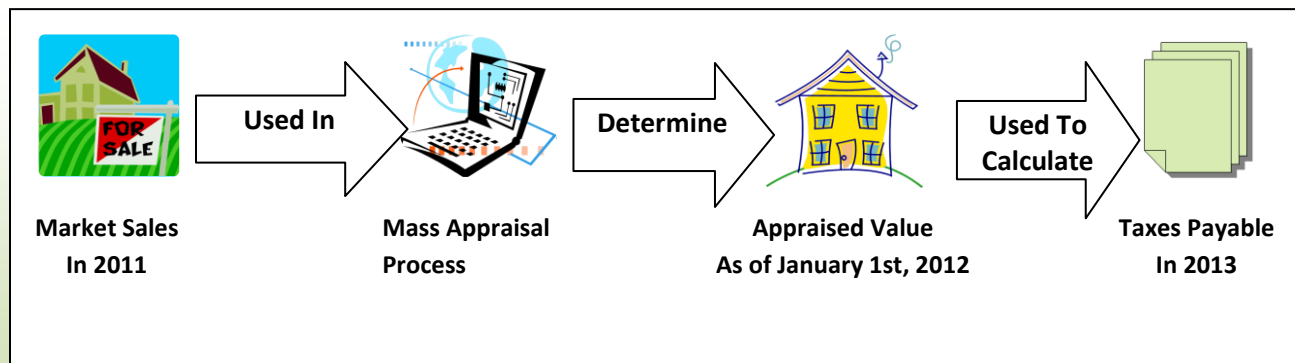 FOR
SALE
Used In
Determine
Used To
Calculate
Market Sales
In 2011
Mass Appraisal
Process
Appraised Value
As of January 1st, 2012
Taxes Payable
In 2013